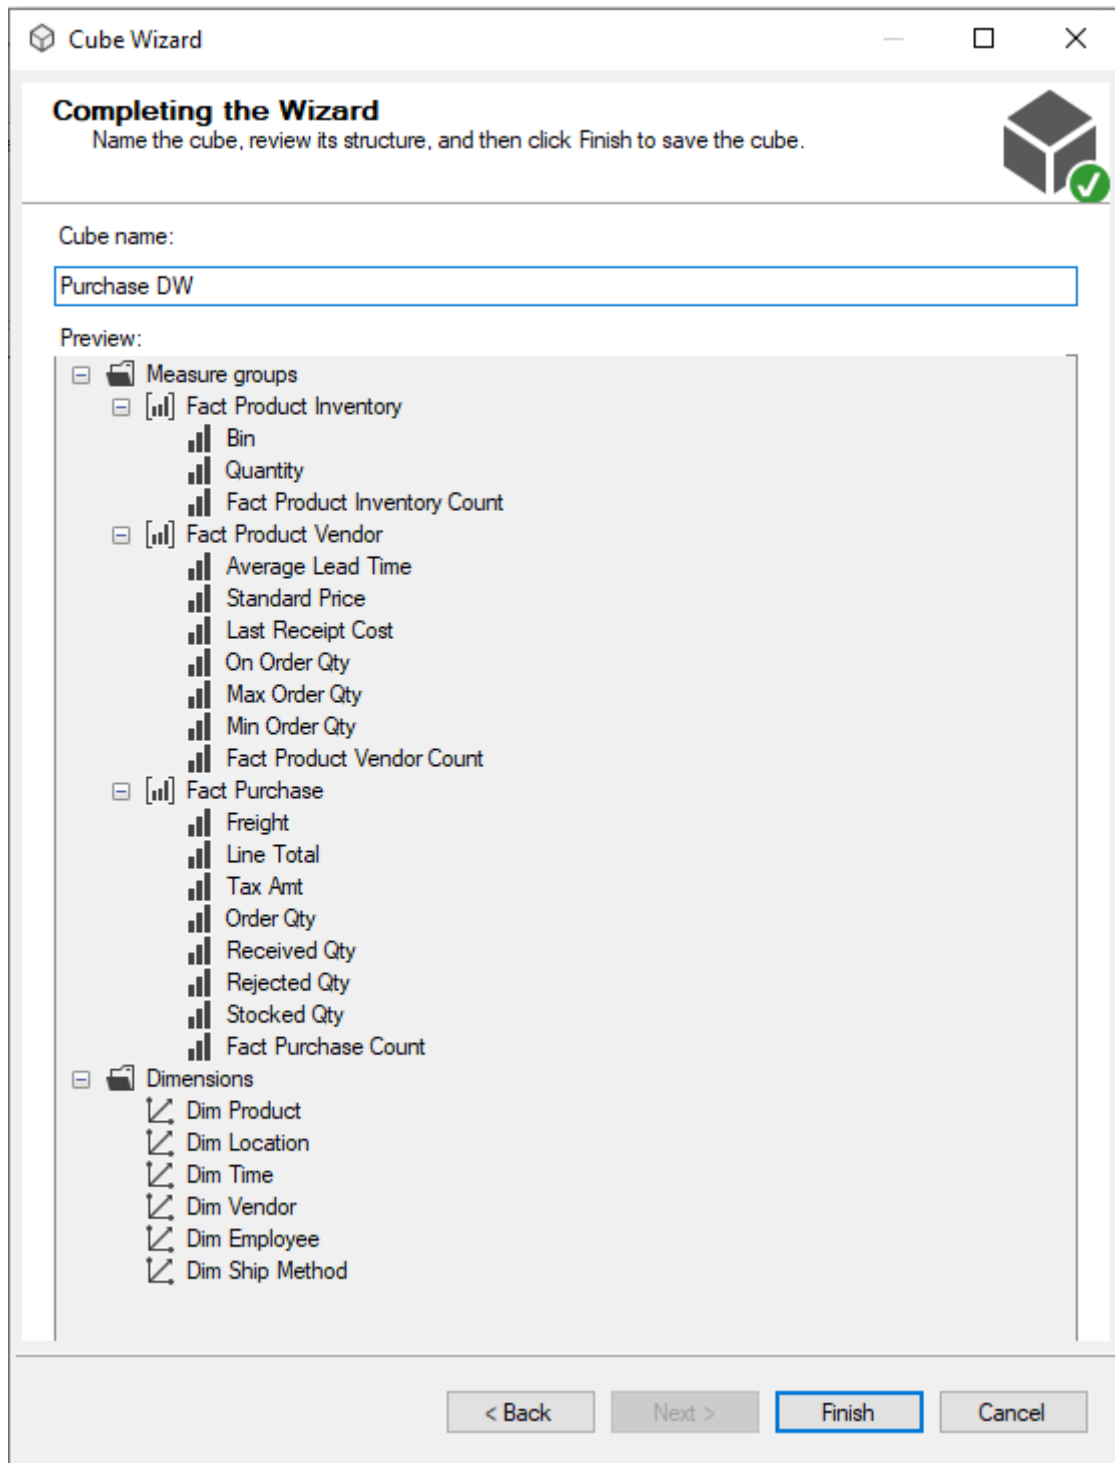 Cube Wizard
Completing the Wizard
Name the cube, review its structure, and then click Finish to save the cube.
Cube name:
Purchase DW
Preview:
Measure groups
Fact Product Inventory
Bin
Quantity
Fact Product Inventory Count
Fact Product Vendor
Average Lead Time
Standard Price
Last Receipt Cost
On Order Qty
Max Order Qty
Min Order Qty
Fact Product Vendor Count
Fact Purchase
Freight
Line Total
Tax Amt
Order Qty
Received Qty
Rejected Qty
Stocked Qty
Fact Purchase Count
Dimensions
Dim Product
Dim Location
Dim Time
Dim Vendor
Dim Employee
Dim Ship Method
< Back Next > Finish Cancel